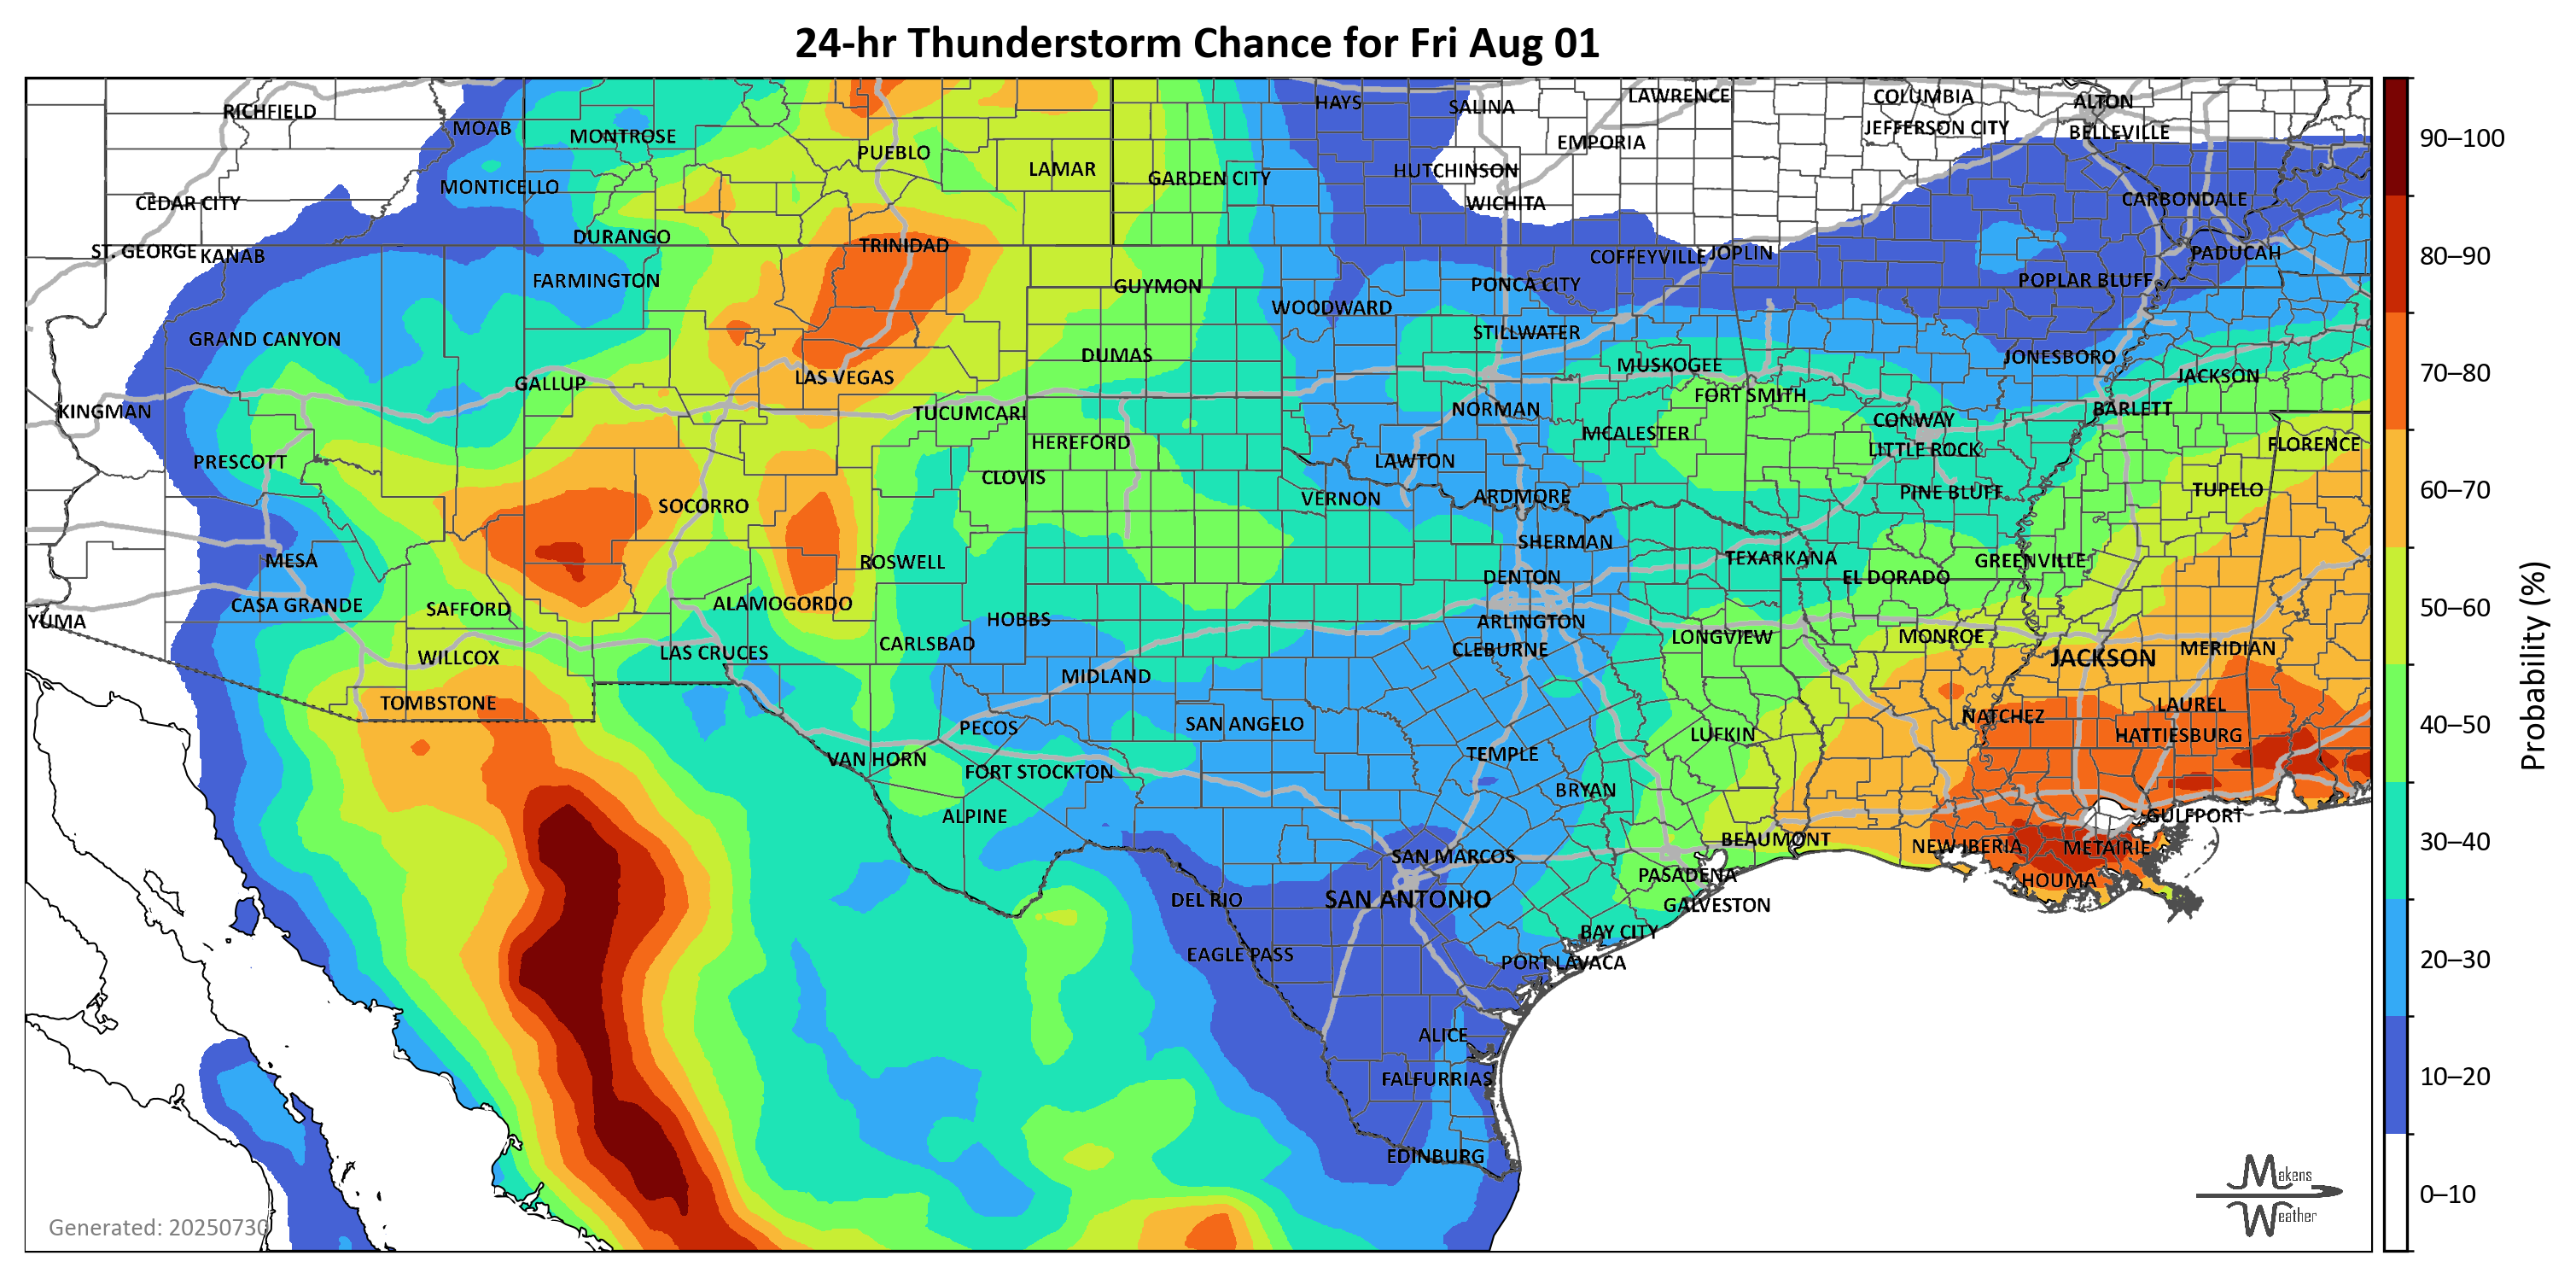 24-hr Thunderstorm Chance for Fri Aug 01
RICHFIELD
MOAB
MONTROSE
PUEBLO
LAMAR
GARDEN CITY
HAYS
SALINA
LAWRENCE
COLUMBIA
ALTON
JEFFERSON CITY
BELLEVILLE
EMPORIA
HUTCHINSON
WICHITA
CEDAR CITY
MONTICELLO
CARBONDALE
ST. GEORGE
KANAB
DURANGO
TRINIDAD
COFFEYVILLE
JOPLIN
PADUCAH
FARMINGTON
GUYMON
PONCA CITY
POPLAR BLUFF
WOODWARD
GRAND CANYON
STILLWATER
DUMAS
MUSKOGEE
JONESBORO
JACKSON
GALLUP
LAS VEGAS
FORT SMITH
KINGMAN
TUCUMCARI
NORMAN
CONWAY
BARLETT
HEREFORD
MCALESTER
LITTLE ROCK
FLORENCE
PRESCOTT
CLOVIS
LAWTON
VERNON
ARDMORE
PINE BLUFF
TUPELO
SOCORRO
MESA
ROSWELL
SHERMAN
TEXARKANA
GREENVILLE
DENTON
EL DORADO
CASA GRANDE
SAFFORD
ALAMOGORDO
YUMA
HOBBS
ARLINGTON
CARLSBAD
CLEBURNE
LONGVIEW
MONROE
MERIDIAN
WILLCOX
LAS CRUCES
JACKSON
MIDLAND
TOMBSTONE
LAUREL
PECOS
SAN ANGELO
NATCHEZ
LUFKIN
HATTIESBURG
VAN HORN
FORT STOCKTON
TEMPLE
BRYAN
ALPINE
GULFPORT
BEAUMONT
NEW IBERIA
METAIRIE
SAN MARCOS
PASADENA
HOUMA
DEL RIO
SAN ANTONIO
GALVESTON
BAY CITY
EAGLE PASS
PORT LAVACA
ALICE
FALFURRIAS
EDINBURG
Generated: 20250730
Makens
Weather
90–100
80–90
70–80
60–70
50–60
40–50
30–40
20–30
10–20
0–10
Probability (%)